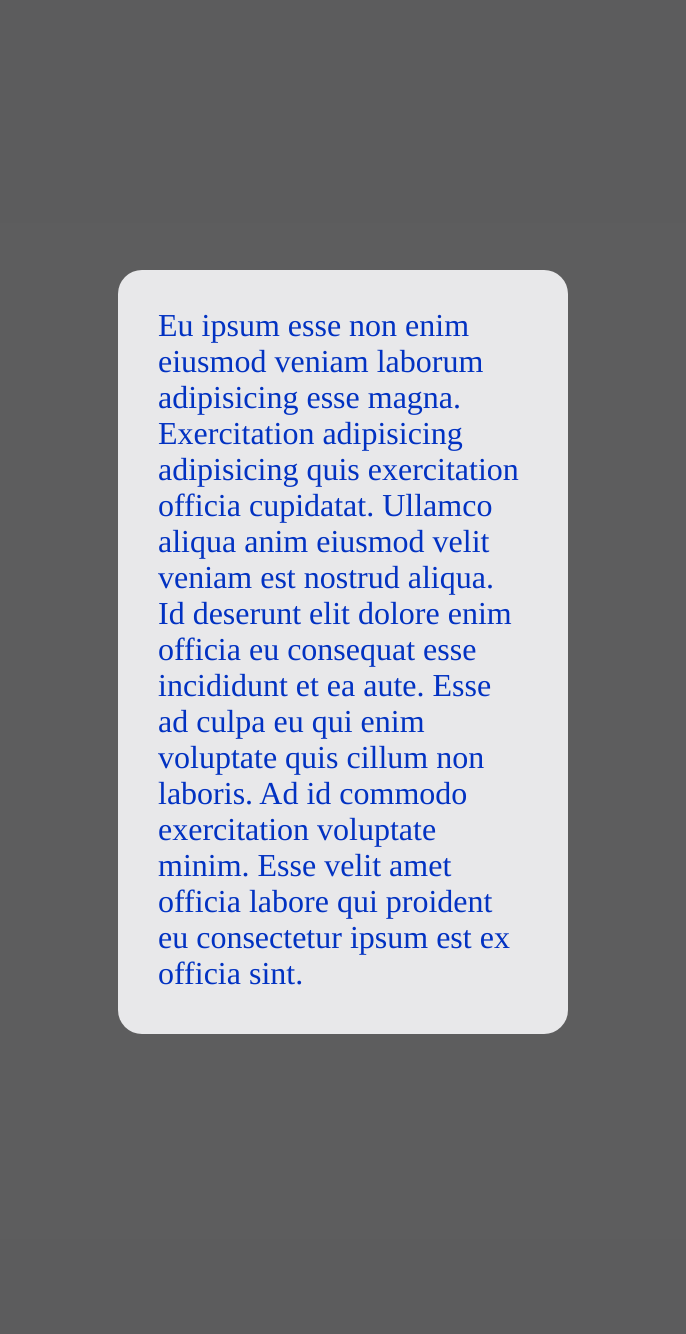 Eu ipsum esse non enim
eiusmod veniam laborum
adipisicing esse magna.
Exercitation adipisicing
adipisicing quis exercitation
officia cupidatat. Ullamco
aliqua anim eiusmod velit
veniam est nostrud aliqua.
Id deserunt elit dolore enim
officia eu consequat esse
incididunt et ea aute. Esse
ad culpa eu qui enim
voluptate quis cillum non
laboris. Ad id commodo
exercitation voluptate
minim. Esse velit amet
officia labore qui proident
eu consectetur ipsum est ex
officia sint.